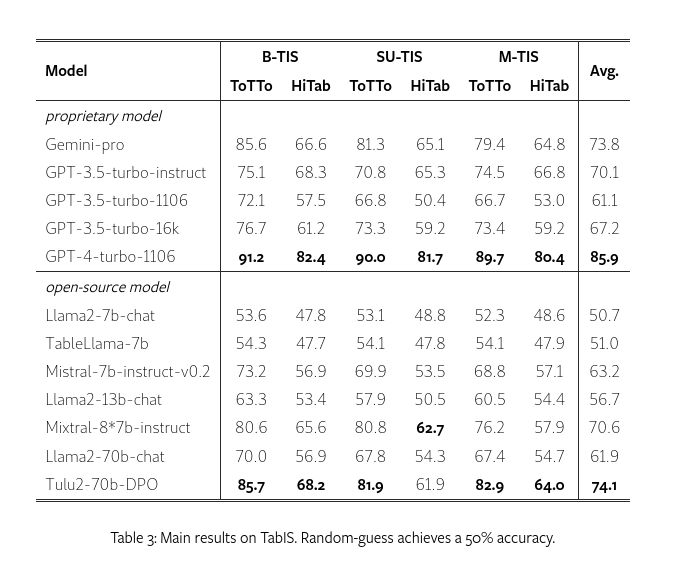 Model B-TIS SU-TIS M-TIS Avg.
ToTTo HiTab ToTTo HiTab ToTTo HiTab
proprietary model
Gemini-pro 85.6 66.6 81.3 65.1 79.4 64.8 73.8
GPT-3.5-turbo-instruct 75.1 68.3 70.8 65.3 74.5 66.8 70.1
GPT-3.5-turbo-1106 72.1 57.5 66.8 50.4 66.7 53.0 61.1
GPT-3.5-turbo-16k 76.7 61.2 73.3 59.2 73.4 59.2 67.2
GPT-4-turbo-1106 91.2 82.4 90.0 81.7 89.7 80.4 85.9
open-source model
Llama2-7b-chat 53.6 47.8 53.1 48.8 52.3 48.6 50.7
TableLlama-7b 54.3 47.7 54.1 47.8 54.1 47.9 51.0
Mistral-7b-instruct-v0.2 73.2 56.9 69.9 53.5 68.8 57.1 63.2
Llama2-13b-chat 63.3 53.4 57.9 50.5 60.5 54.4 56.7
Mixtral-8*7b-instruct 80.6 65.6 80.8 62.7 76.2 57.9 70.6
Llama2-70b-chat 70.0 56.9 67.8 54.3 67.4 54.7 61.9
Tulu2-70b-DPO 85.7 68.2 81.9 61.9 82.9 64.0 74.1
Table 3: Main results on TabIS. Random-guess achieves a 50% accuracy.